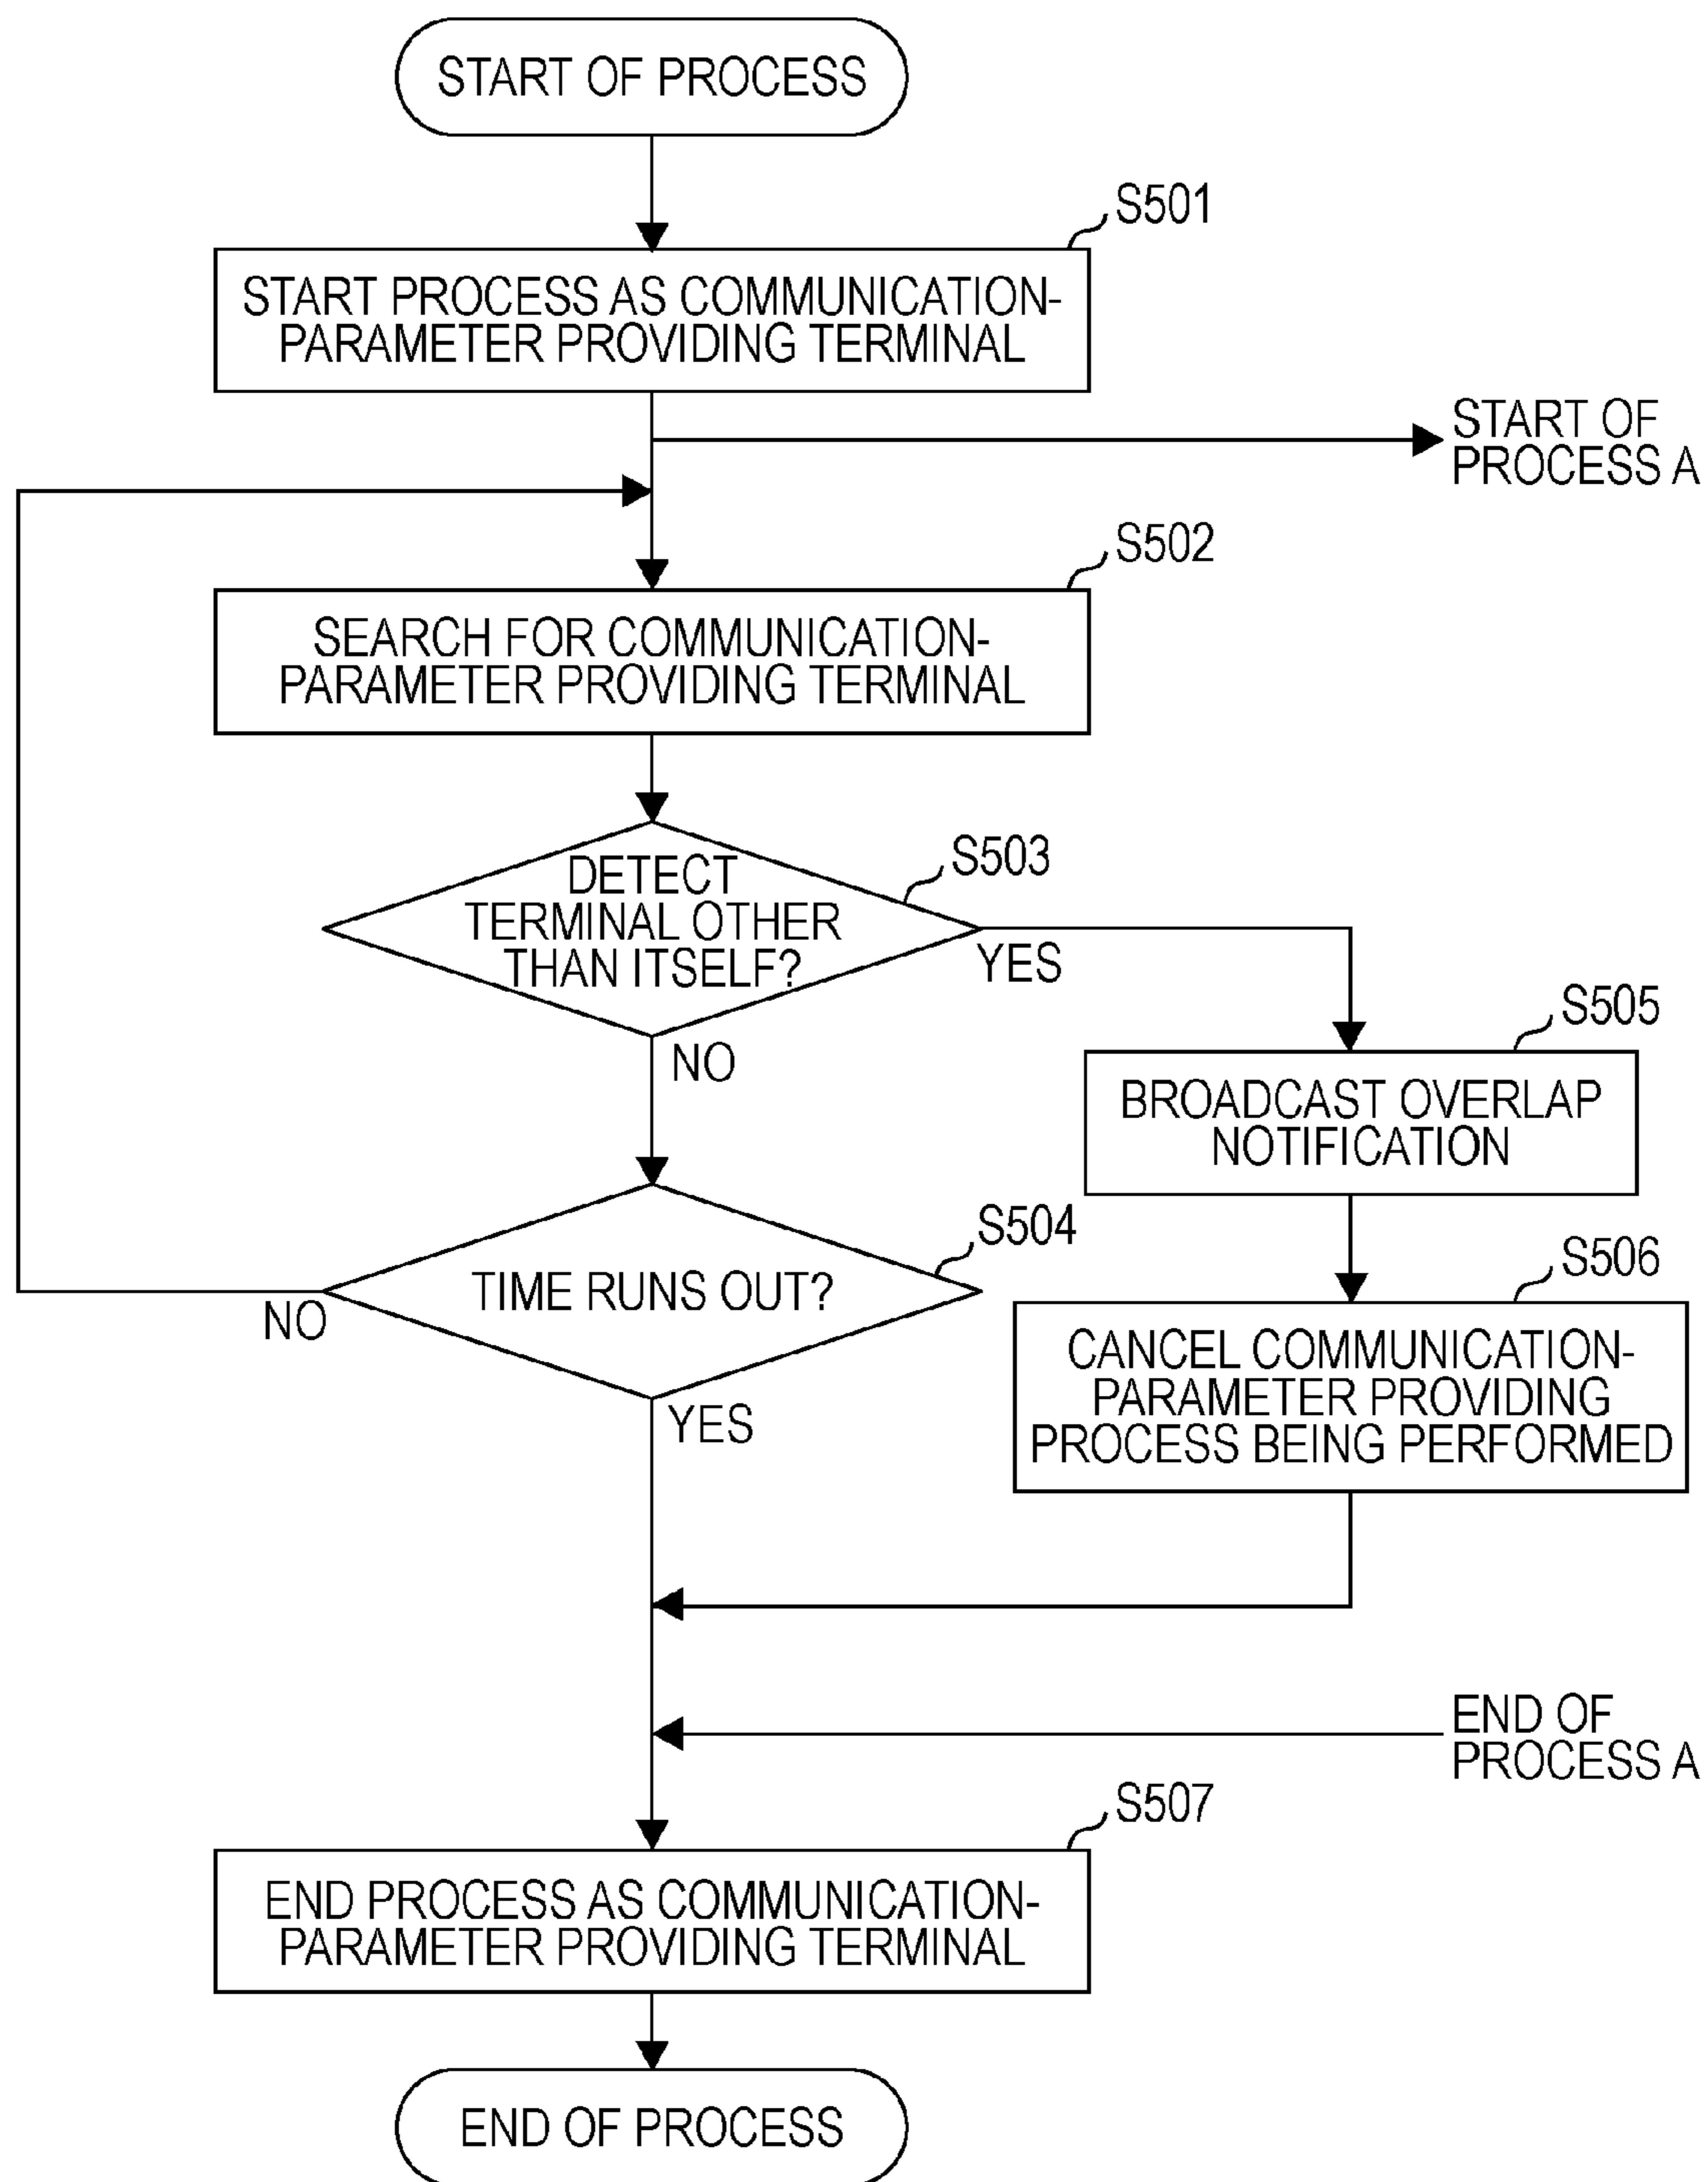 START OF PROCESS
S501
START PROCESS AS COMMUNICATION-
PARAMETER PROVIDING TERMINAL
START OF
PROCESS A
S502
SEARCH FOR COMMUNICATION-
PARAMETER PROVIDING TERMINAL
S503
DETECT
TERMINAL OTHER
THAN ITSELF?
YES
NO
S505
BROADCAST OVERLAP
NOTIFICATION
S504
TIME RUNS OUT?
NO
YES
S506
CANCEL COMMUNICATION-
PARAMETER PROVIDING
PROCESS BEING PERFORMED
END OF
PROCESS A
S507
END PROCESS AS COMMUNICATION-
PARAMETER PROVIDING TERMINAL
END OF PROCESS